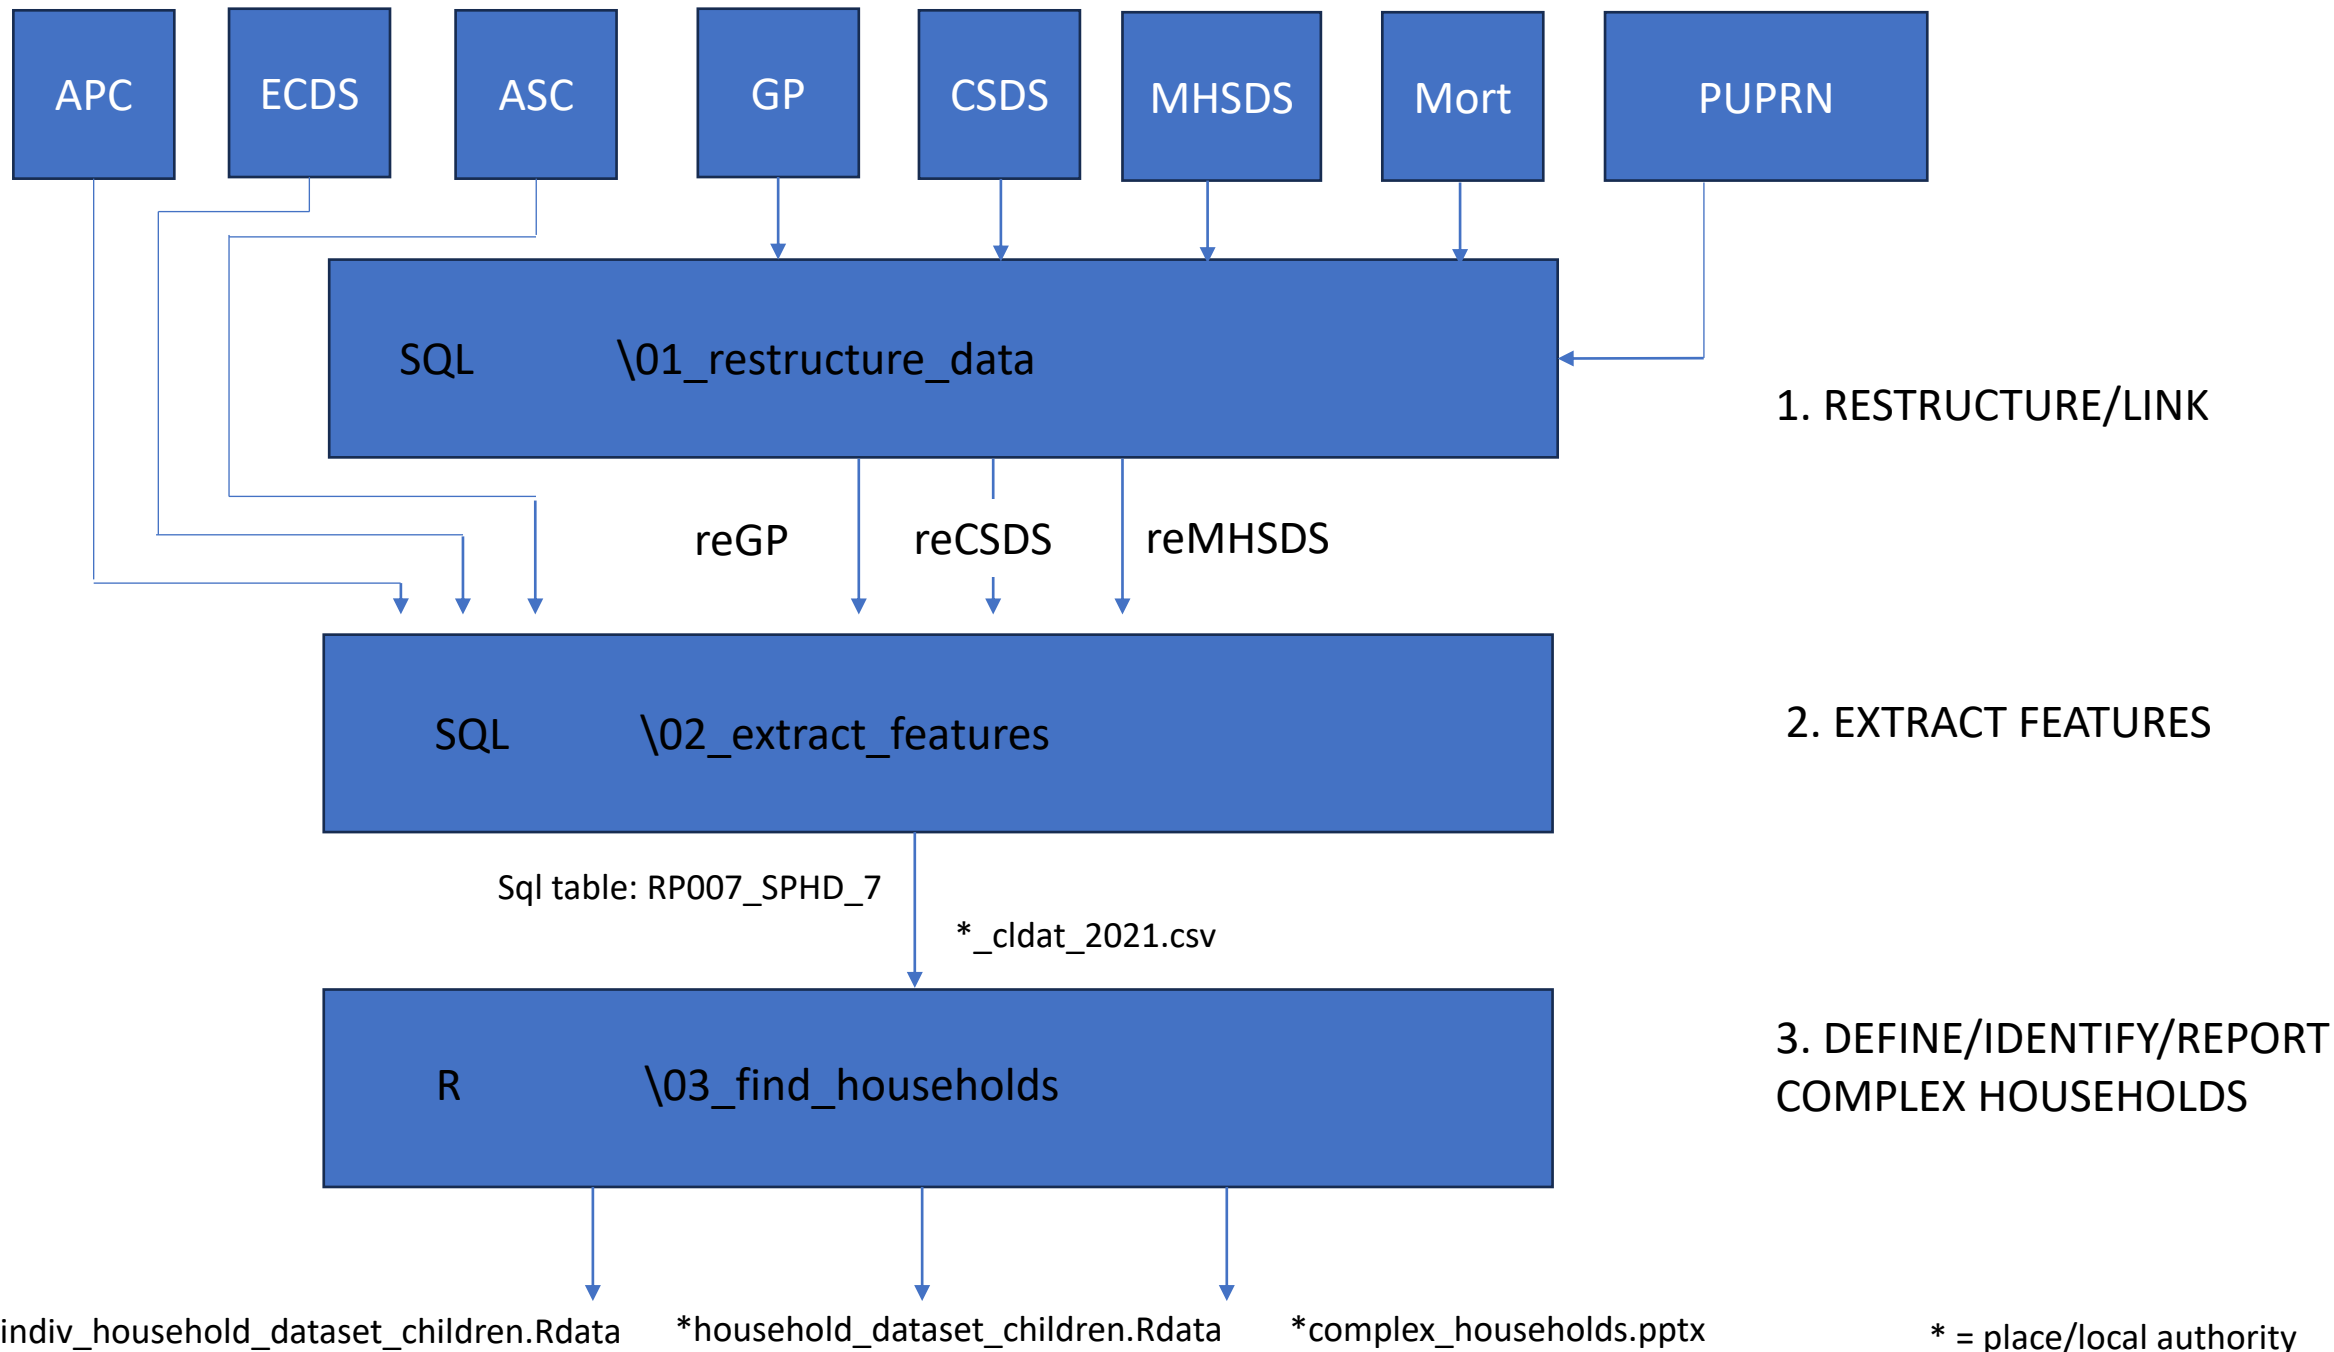 APC
ECDS
ASC
GP
CSDS
MHSDS
Mort
PUPRN
SQL \01_restructure_data
1. RESTRUCTURE/LINK
reGP
reCSDS
reMHSDS
SQL \02_extract_features
2. EXTRACT FEATURES
Sql table: RP007_SPHD_7
*_cldat_2021.csv
R \03_find_households
3. DEFINE/IDENTIFY/REPORT
COMPLEX HOUSEHOLDS
indiv_household_dataset_children.Rdata
*household_dataset_children.Rdata
*complex_households.pptx
* = place/local authority